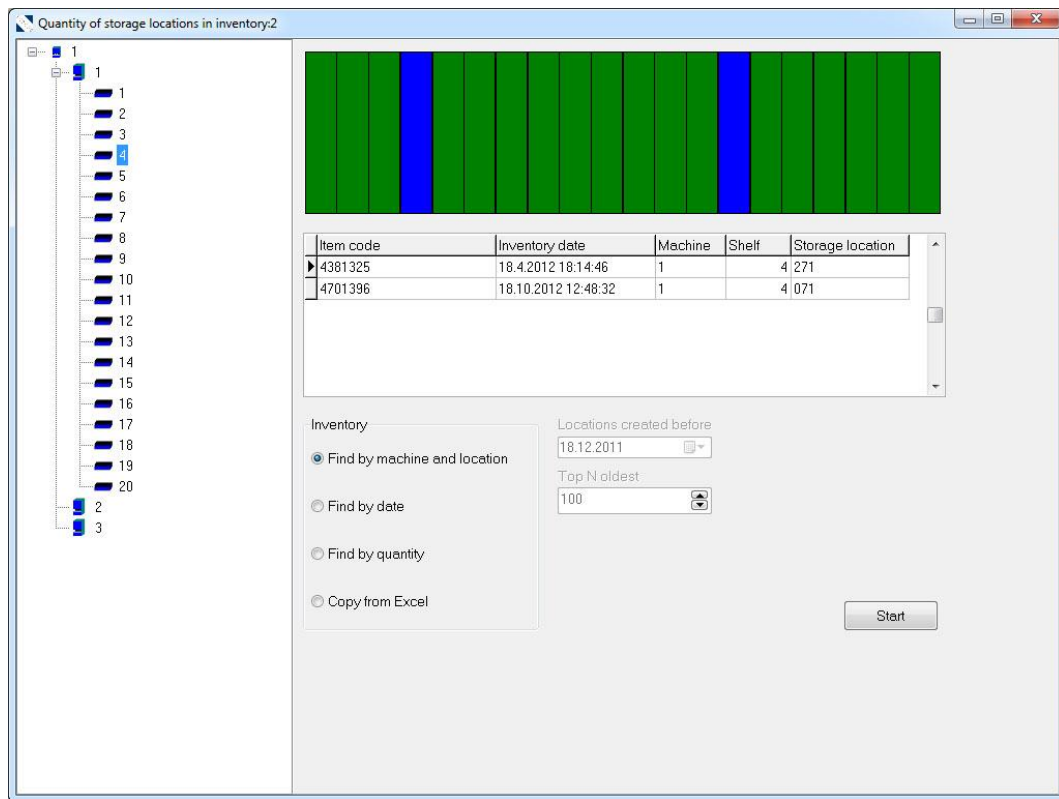 Quantity of storage locations in inventory:2
1
1
1
2
3
4
5
6
7
8
9
10
11
12
13
14
15
16
17
18
19
20
2
3
Item code Inventory date Machine Shelf Storage location
4381325 18.4.2012 18:14:46 1 4 271
4701396 18.10.2012 12:48:32 1 4 071
Inventory
Find by machine and location
Find by date
Find by quantity
Copy from Excel
Locations created before
18.12.2011
Top N oldest
100
Start